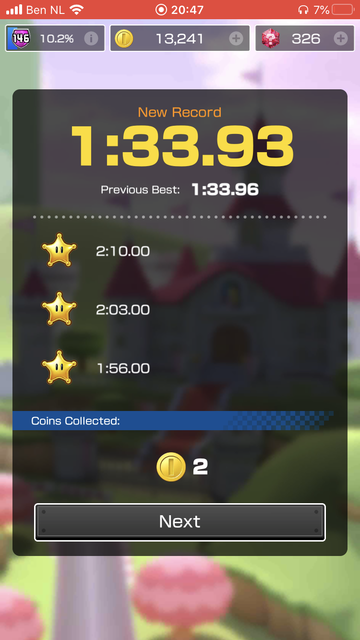 Ben NL 20:47 7%
146 10.2% i 13,241 + 326 +
New Record
1:33.93
Previous Best: 1:33.96
2:10.00
2:03.00
1:56.00
Coins Collected:
2
Next